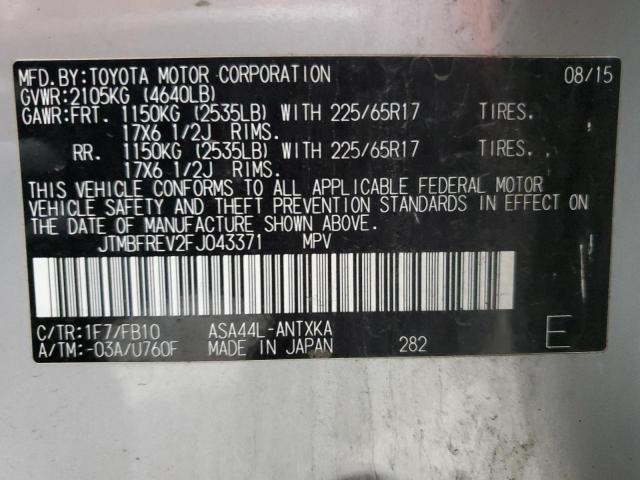 MFD. BY: TOYOTA MOTOR CORPORATION 08/15
GVWR: 2105KG (4640LB)
GAWR: FRT. 1150KG (2535LB) WITH 225/65R17 TIRES.
17X6 1/2J RIMS.
RR. 1150KG (2535LB) WITH 225/65R17 TIRES.
17X6 1/2J RIMS.
THIS VEHICLE CONFORMS TO ALL APPLICABLE FEDERAL MOTOR
VEHICLE SAFETY AND THEFT PREVENTION STANDARDS IN EFFECT ON
THE DATE OF MANUFACTURE SHOWN ABOVE.
JTMBFREV2FJ043371 MPV
C/TR: 1F7/FB10 ASA44L-ANTXKA
A/TM: -03A/U760F MADE IN JAPAN 282 E